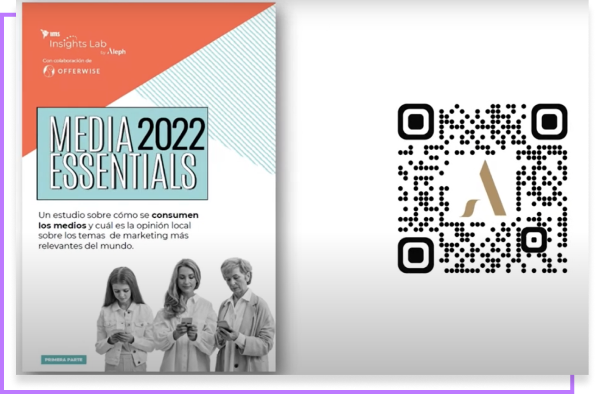 IMS
Insights Lab
by Aleph
Con colaboración de
OFFERWISE
MEDIA 2022
ESSENTIALS
Un estudio sobre cómo se consumen
los medios y cuál es la opinión local
sobre los temas de marketing más
relevantes del mundo.
PRIMERA PARTE